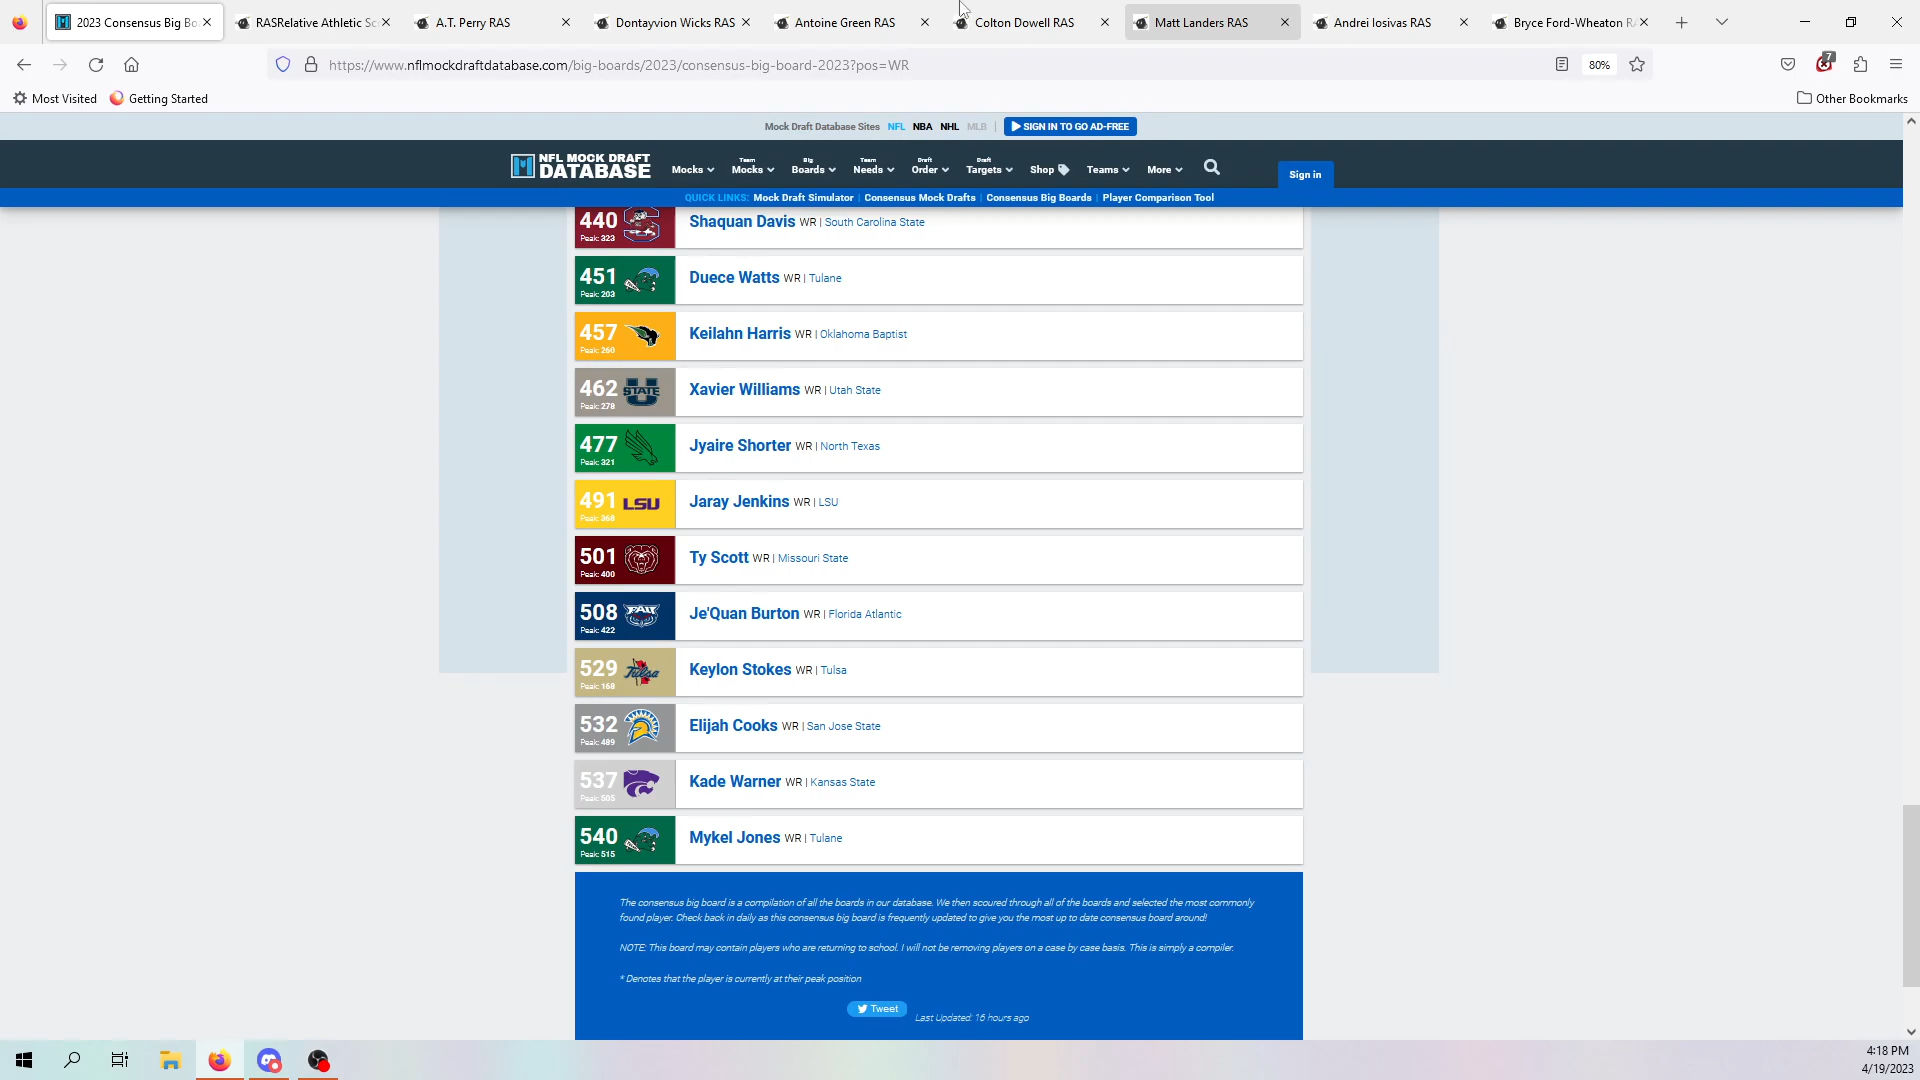 2023 Consensus Big Bo
RASRelative Athletic Sc
A.T. Perry RAS
Dontayvion Wicks RAS
Antoine Green RAS
Colton Dowell RAS
Matt Landers RAS
Andrei Iosivas RAS
Bryce Ford-Wheaton R
https://www.nflmockdraftdatabase.com/big-boards/2023/consensus-big-board-2023?pos=WR
80%
7
Most Visited
Getting Started
Other Bookmarks
Mock Draft Database Sites NFL NBA NHL MLB | SIGN IN TO GO AD-FREE
NFL MOCK DRAFT
DATABASE
Mocks
Team
Mocks
Big
Boards
Team
Needs
Draft
Order
Draft
Targets
Shop
Teams
More
Sign in
QUICK LINKS: Mock Draft Simulator | Consensus Mock Drafts | Consensus Big Boards | Player Comparison Tool
440
Peak: 323
Shaquan Davis WR | South Carolina State
451
Peak: 203
Duece Watts WR | Tulane
457
Peak: 260
Keilahn Harris WR | Oklahoma Baptist
462
Peak: 278
STATE
Xavier Williams WR | Utah State
477
Peak: 321
Jyaire Shorter WR | North Texas
491
Peak: 368
LSU
Jaray Jenkins WR | LSU
501
Peak: 400
Ty Scott WR | Missouri State
508
Peak: 422
FAU
Je'Quan Burton WR | Florida Atlantic
529
Peak: 168
Tulsa
Keylon Stokes WR | Tulsa
532
Peak: 489
Elijah Cooks WR | San Jose State
537
Peak: 505
Kade Warner WR | Kansas State
540
Peak: 515
Mykel Jones WR | Tulane
The consensus big board is a compilation of all the boards in our database. We then scoured through all of the boards and selected the most commonly
found player. Check back in daily as this consensus big board is frequently updated to give you the most up to date consensus board around!
NOTE: This board may contain players who are returning to school. I will not be removing players on a case by case basis. This is simply a compiler.
* Denotes that the player is currently at their peak position
Tweet
Last Updated: 16 hours ago
4:18 PM
4/19/2023